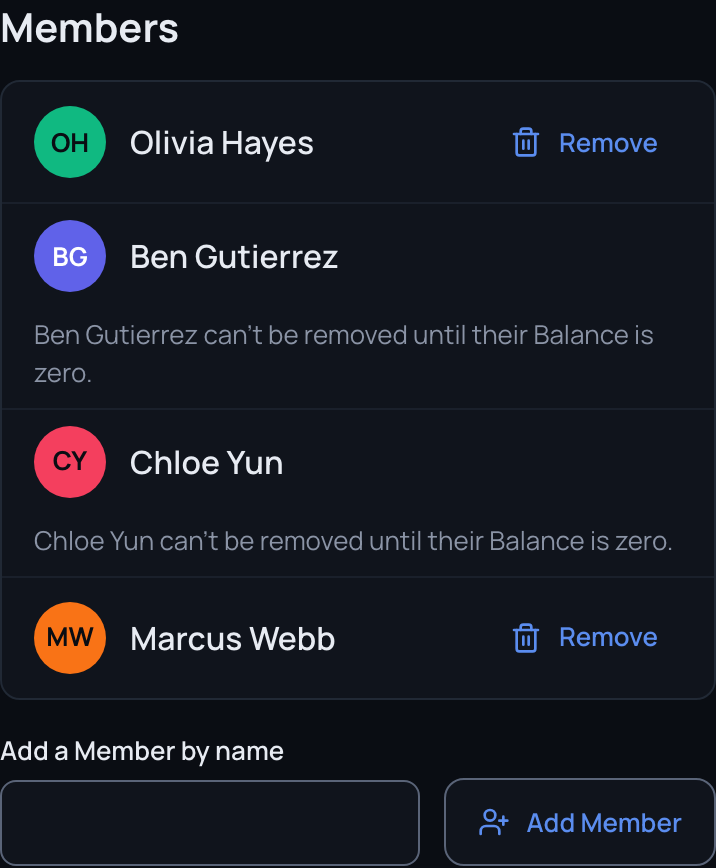 Members
OH Olivia Hayes Remove
BG Ben Gutierrez
Ben Gutierrez can't be removed until their Balance is
zero.
CY Chloe Yun
Chloe Yun can't be removed until their Balance is zero.
MW Marcus Webb Remove
Add a Member by name
Add Member